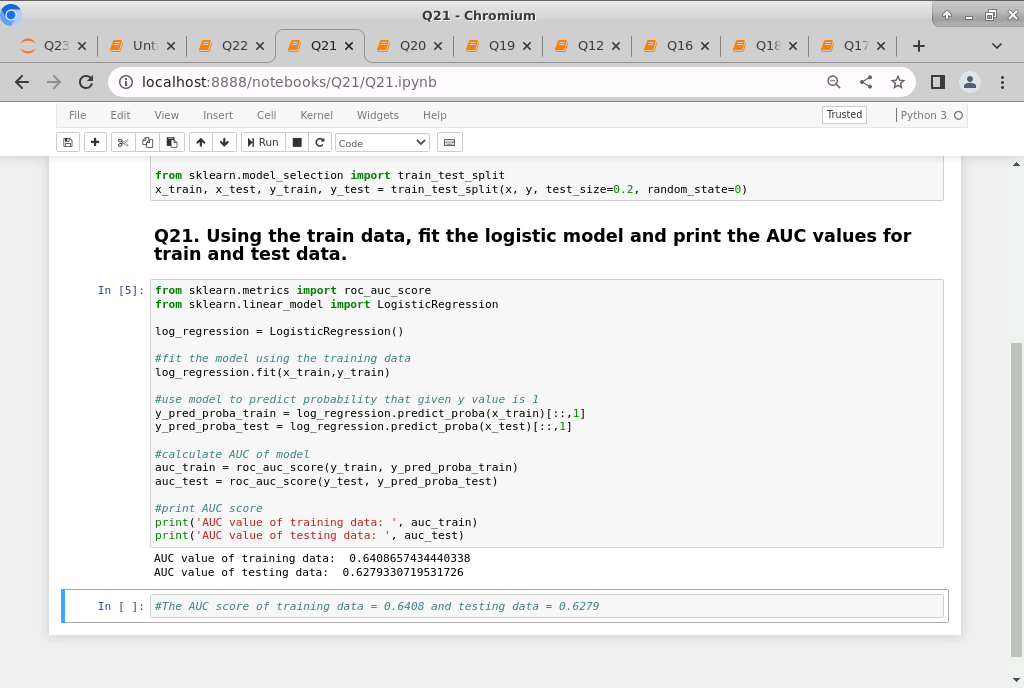 Q21 - Chromium
Q23 Unti Q22 Q21 Q20 Q19 Q12 Q16 Q18 Q17
localhost:8888/notebooks/Q21/Q21.ipynb
File Edit View Insert Cell Kernel Widgets Help Trusted Python 3
Run Code
from sklearn.model_selection import train_test_split
x_train, x_test, y_train, y_test = train_test_split(x, y, test_size=0.2, random_state=0)
Q21. Using the train data, fit the logistic model and print the AUC values for
train and test data.
In [5]: from sklearn.metrics import roc_auc_score
from sklearn.linear_model import LogisticRegression
log_regression = LogisticRegression()
#fit the model using the training data
log_regression.fit(x_train,y_train)
#use model to predict probability that given y value is 1
y_pred_proba_train = log_regression.predict_proba(x_train)[::,1]
y_pred_proba_test = log_regression.predict_proba(x_test)[::,1]
#calculate AUC of model
auc_train = roc_auc_score(y_train, y_pred_proba_train)
auc_test = roc_auc_score(y_test, y_pred_proba_test)
#print AUC score
print('AUC value of training data: ', auc_train)
print('AUC value of testing data: ', auc_test)
AUC value of training data:  0.6408657434440338
AUC value of testing data:  0.6279330719531726
In [ ]: #The AUC score of training data = 0.6408 and testing data = 0.6279